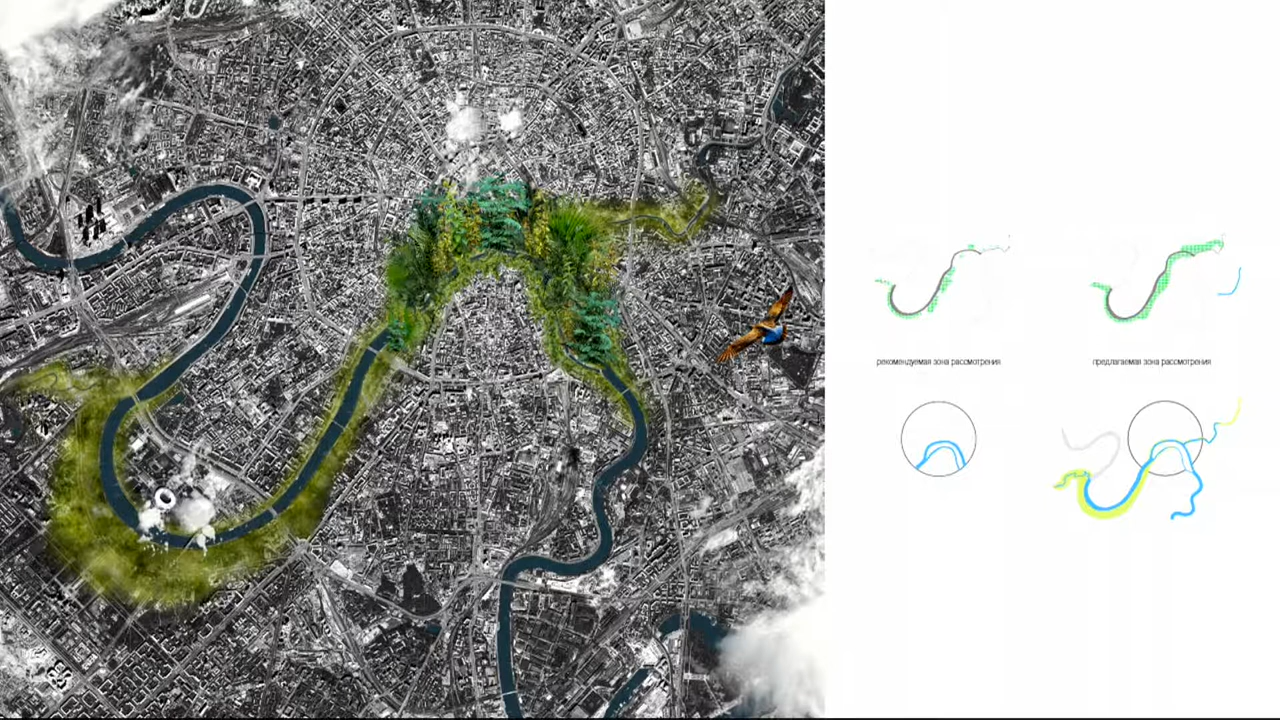 рекомендуемая зона рассмотрения
предлагаемая зона рассмотрения